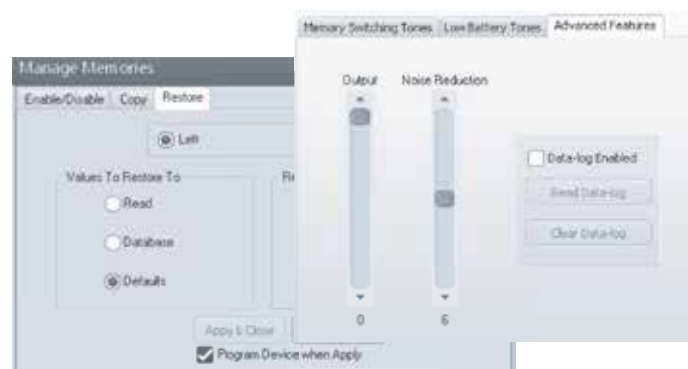 Memory Switching Tones Low Battery Tones Advanced Features
Manage Memories
Enable/Disable Copy Restore
Left
Values To Restore To
Re
Read
Database
Defaults
Apply & Close
Program Device when Apply
Output Noise Reduction
0 6
Data-log Enabled
Read Data-log
Clear Data-log